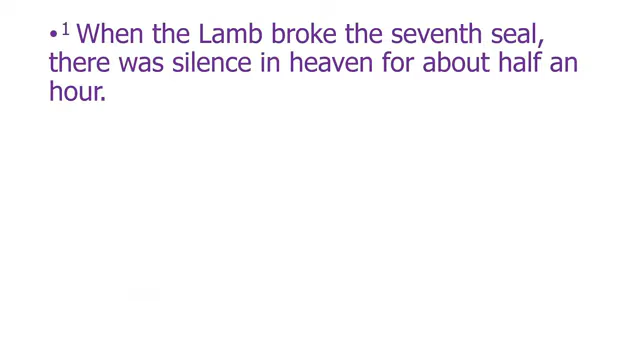 •¹ When the Lamb broke the seventh seal,
there was silence in heaven for about half an
hour.